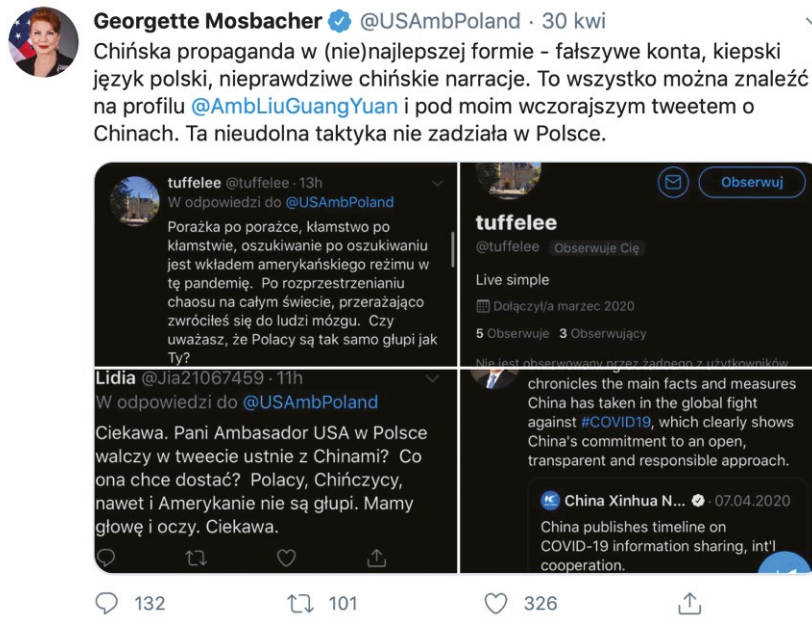 Georgette Mosbacher @USAmbPoland · 30 kwi
Chińska propaganda w (nie)najlepszej formie - fałszywe konta, kiepski
język polski, nieprawdziwe chińskie narracje. To wszystko można znaleźć
na profilu @AmbLiuGuangYuan i pod moim wczorajszym tweetem o
Chinach. Ta nieudolna taktyka nie zadziała w Polsce.
tuffelee @tuffelee · 13h
W odpowiedzi do @USAmbPoland
Porażka po porażce, kłamstwo po
kłamstwie, oszukiwanie po oszukiwaniu
jest wkładem amerykańskiego reżimu w
tę pandemię. Po rozprzestrzenianiu
chaosu na całym świecie, przerażająco
zwróciłeś się do ludzi mózgu. Czy
uważasz, że Polacy są tak samo głupi jak
Ty?
Obserwuj
tuffelee
@tuffelee Obserwuje Cię
Live simple
Dołączył/a marzec 2020
5 Obserwuje 3 Obserwujący
Nie jest obserwowany przez żadnego z użytkowników
Lidia @Jia21067459 · 11h
W odpowiedzi do @USAmbPoland
Ciekawa. Pani Ambasador USA w Polsce
walczy w tweecie ustnie z Chinami? Co
ona chce dostać? Polacy, Chińczycy,
nawet i Amerykanie nie są głupi. Mamy
głowę i oczy. Ciekawa.
chronicles the main facts and measures
China has taken in the global fight
against #COVID19, which clearly shows
China's commitment to an open,
transparent and responsible approach.
China Xinhua N... · 07.04.2020
China publishes timeline on
COVID-19 information sharing, int'l
cooperation.
132 101 326